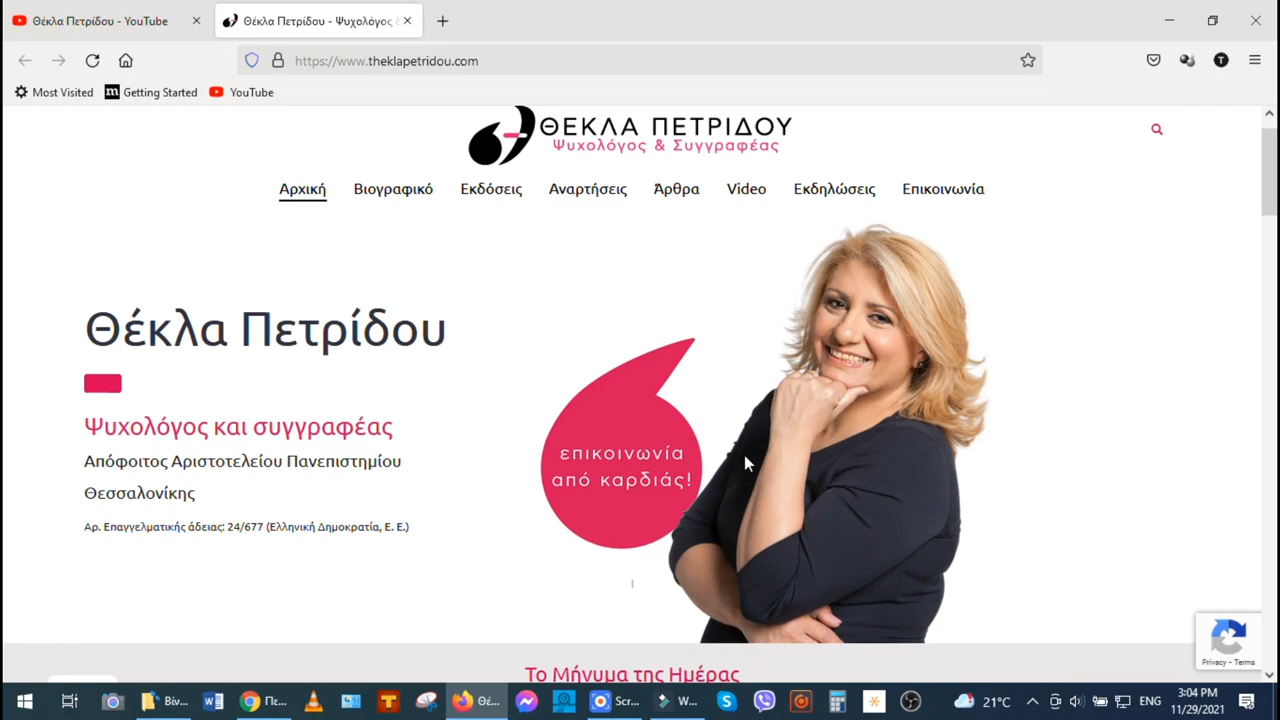 Θέκλα Πετρίδου - YouTube
Θέκλα Πετρίδου - Ψυχολόγος &
https://www.theklapetridou.com
Most Visited
Getting Started
YouTube
ΘΕΚΛΑ ΠΕΤΡΙΔΟΥ
Ψυχολόγος & Συγγραφέας
Αρχική Βιογραφικό Εκδόσεις Αναρτήσεις Άρθρα Video Εκδηλώσεις Επικοινωνία
Θέκλα Πετρίδου
Ψυχολόγος και συγγραφέας
Απόφοιτος Αριστοτελείου Πανεπιστημίου
Θεσσαλονίκης
Αρ. Επαγγελματικής άδειας: 24/677 (Ελληνική Δημοκρατία, Ε. Ε.)
επικοινωνία
από καρδιάς!
Privacy - Terms
Το Μήνυμα της Ημέρας
Βίν... Πε... Θέ... Scr... W... 21°C ENG
3:04 PM
11/29/2021